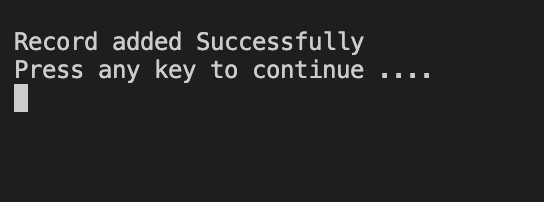 Record added Successfully
Press any key to continue ....